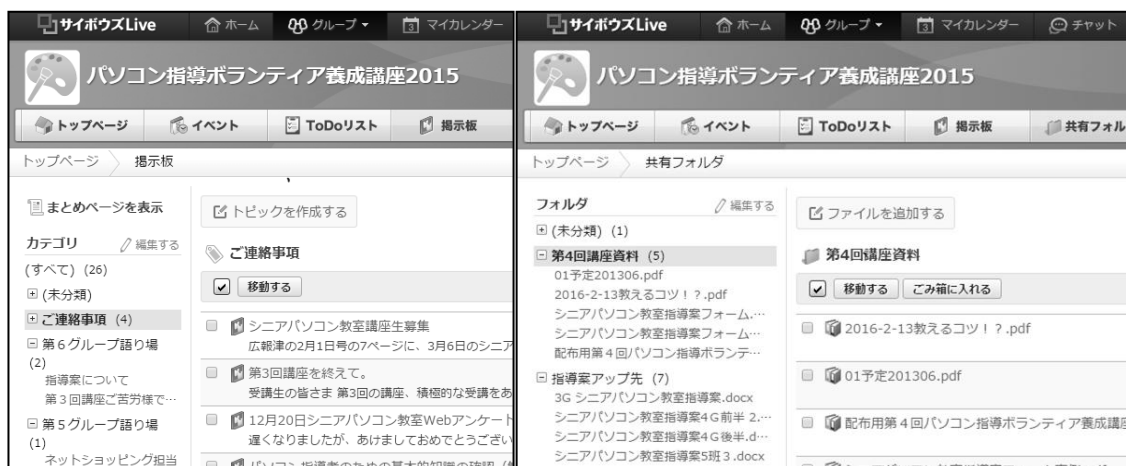 サイボウズLive
ホーム
グループ
マイカレンダー
パソコン指導ボランティア養成講座2015
トップページ
イベント
ToDoリスト
掲示板
トップページ 掲示板
まとめページを表示
カテゴリ 編集する
(すべて) (26)
(未分類)
ご連絡事項 (4)
第6グループ語り場
(2)
指導案について
第3回講座ご苦労様で…
第5グループ語り場
(1)
ネットショッピング担当
トピックを作成する
ご連絡事項
移動する
シニアパソコン教室講座生募集
広報津の2月1日号の7ページに、3月6日のシニア
第3回講座を終えて。
受講生の皆さま 第3回の講座、積極的な受講をあ
12月20日シニアパソコン教室Webアンケート
遅くなりましたが、あけましておめでとうござい
サイボウズLive
ホーム
グループ
マイカレンダー
チャット
パソコン指導ボランティア養成講座2015
トップページ
イベント
ToDoリスト
掲示板
共有フォル
トップページ 共有フォルダ
フォルダ 編集する
(未分類) (1)
第4回講座資料 (5)
01予定201306.pdf
2016-2-13教えるコツ！？.pdf
シニアパソコン教室指導案フォーム.…
シニアパソコン教室指導案フォーム…
配布用第4回パソコン指導ボランテ…
指導案アップ先 (7)
3G シニアパソコン教室指導案.docx
シニアパソコン教室指導案4G前半 2.…
シニアパソコン教室指導案4G後半.d…
シニアパソコン教室指導案5班3.docx
ファイルを追加する
第4回講座資料
移動する ごみ箱に入れる
2016-2-13教えるコツ！？.pdf
01予定201306.pdf
配布用第4回パソコン指導ボランティア養成講座